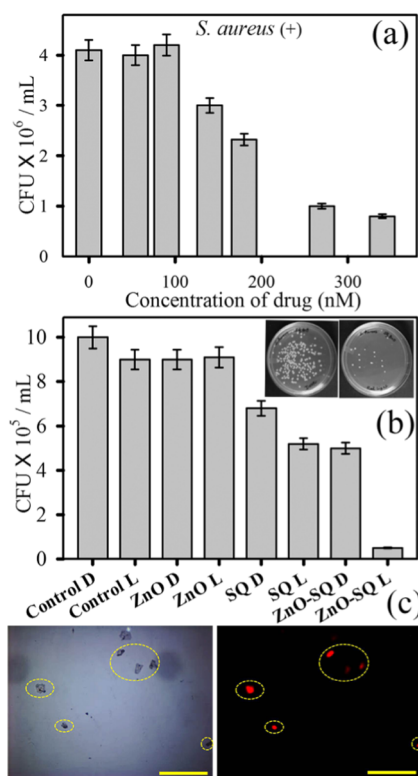 S. aureus (+)
(a)
CFU X 10⁶ / mL
4
3
2
1
0
0 100 200 300
Concentration of drug (nM)
(b)
CFU X 10⁵ / mL
10
8
6
4
2
0
Control D
Control L
ZnO D
ZnO L
SQ D
SQ L
ZnO-SQ D
ZnO-SQ L
(c)